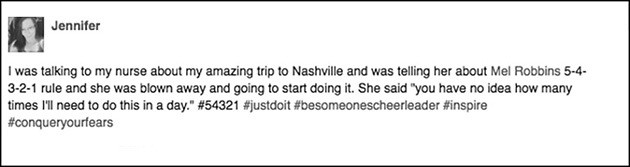 Jennifer
I was talking to my nurse about my amazing trip to Nashville and was telling her about Mel Robbins 5-4-
3-2-1 rule and she was blown away and going to start doing it. She said "you have no idea how many
times I'll need to do this in a day." #54321 #justdoit #besomeonescheerleader #inspire
#conqueryourfears